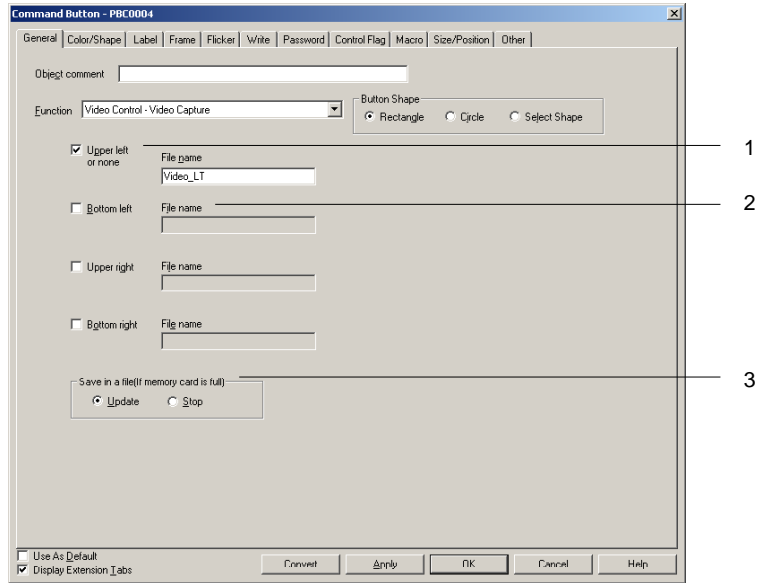 Command Button - PBC0004
General Color/Shape Label Frame Flicker Write Password Control Flag Macro Size/Position Other
Object comment
Function Video Control - Video Capture
Button Shape
Rectangle Circle Select Shape
Upper left
or none
File name
Video_LT
1
Bottom left File name
2
Upper right File name
Bottom right File name
Save in a file(If memory card is full)
3
Update Stop
Use As Default
Display Extension Tabs
Convert Apply OK Cancel Help